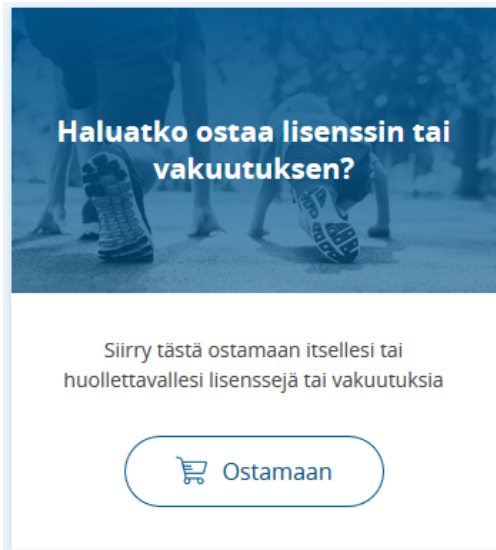 Haluatko ostaa lisenssin tai
vakuutuksen?
Siirry tästä ostamaan itsellesi tai
huollettavallesi lisenssejä tai vakuutuksia
Ostamaan